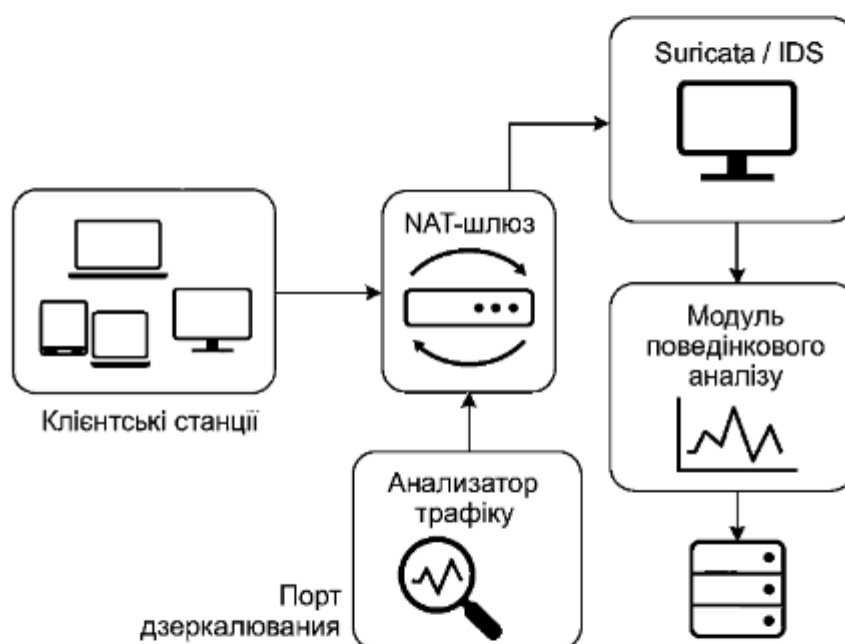 Suricata / IDS
NAT-шлюз
Клієнтські станції
Модуль
поведінкового
аналізу
Анализатор
трафіку
Порт
дзеркалювання